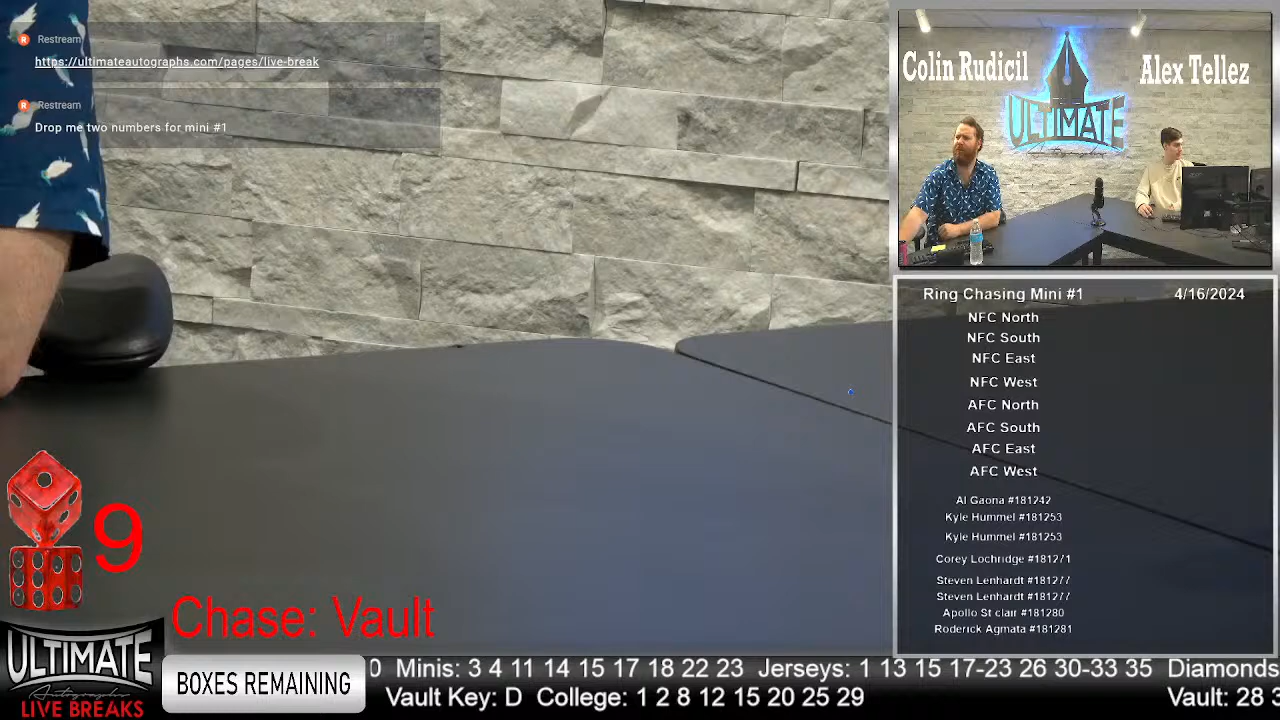 Restream
https://ultimateautographs.com/pages/live-break
Restream
Drop me two numbers for mini #1
Colin Rudicil
Alex Tellez
ULTIMATE
Ring Chasing Mini #1 4/16/2024
NFC North
NFC South
NFC East
NFC West
AFC North
AFC South
AFC East
AFC West
Al Gaona #181242
Kyle Hummel #181253
Kyle Hummel #181253
Corey Lochridge #181271
Steven Lenhardt #181277
Steven Lenhardt #181277
Apollo St clair #181280
Roderick Agmata #181281
9
Chase: Vault
ULTIMATE
Autographs
LIVE BREAKS
BOXES REMAINING
0 Minis: 3 4 11 14 15 17 18 22 23 Jerseys: 1 13 15 17-23 26 30-33 35 Diamonds
Vault Key: D College: 1 2 8 12 15 20 25 29 Vault: 28